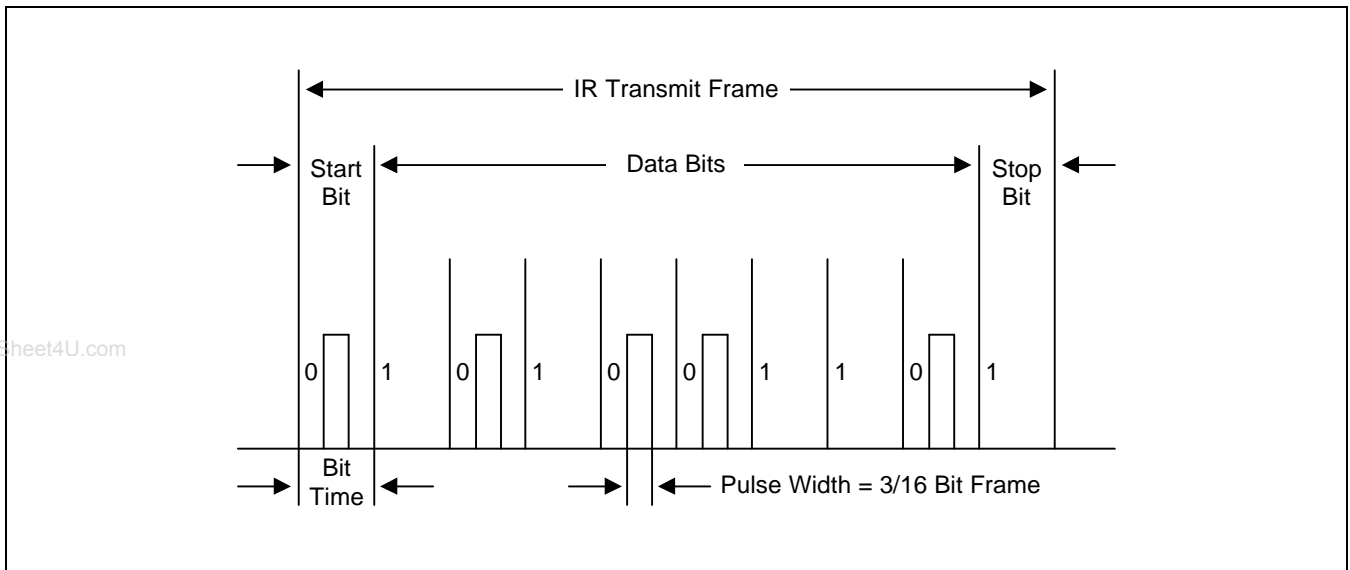 IR Transmit Frame
Start
Bit
Data Bits
Stop
Bit
Sheet4U.com
0 1 0 1 0 0 1 1 0 1
Bit
Time
Pulse Width = 3/16 Bit Frame